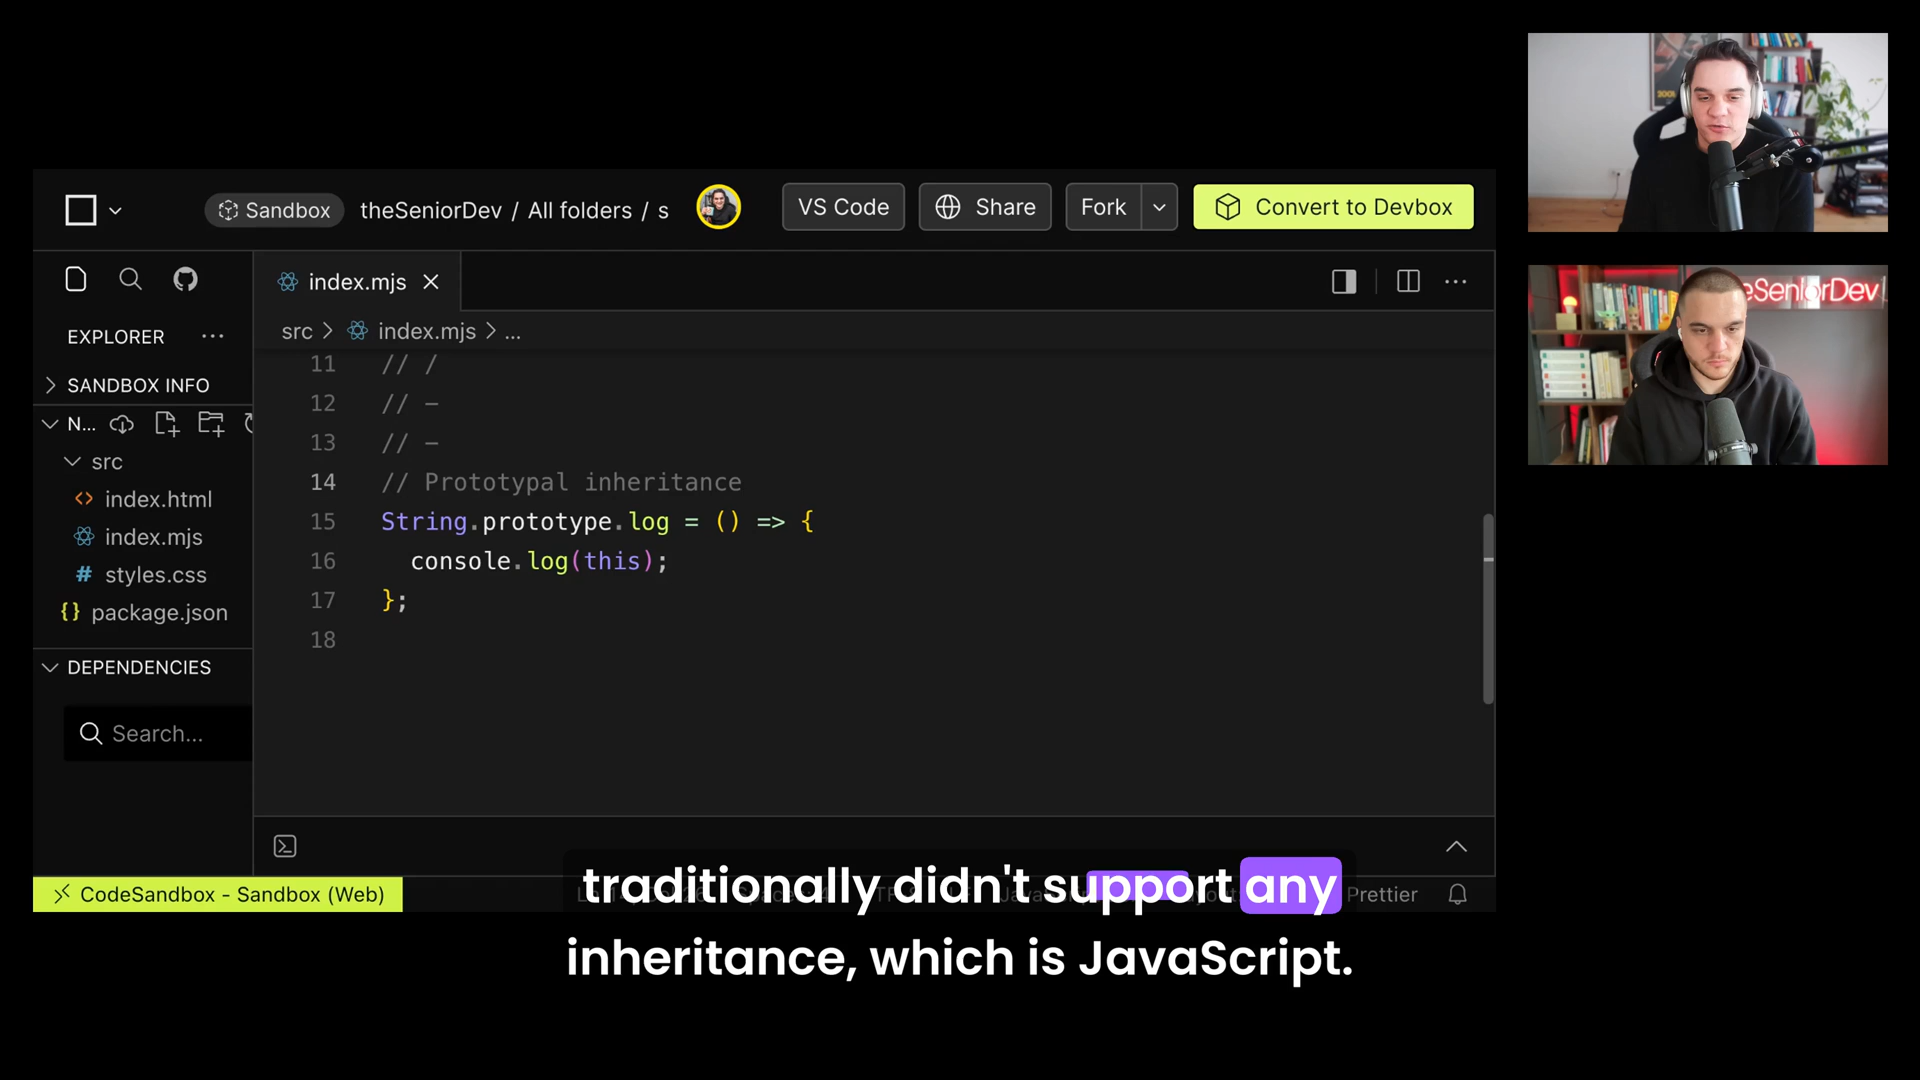 Sandbox
theSeniorDev / All folders / s
VS Code
Share
Fork
Convert to Devbox
index.mjs
EXPLORER
src > index.mjs > ...
SANDBOX INFO
N...
src
index.html
index.mjs
styles.css
package.json
DEPENDENCIES
Search...
11 // /
12 // –
13 // –
14 // Prototypal inheritance
15 String.prototype.log = () => {
16 console.log(this);
17 };
18
CodeSandbox - Sandbox (Web)
Prettier
traditionally didn't support any
inheritance, which is JavaScript.
eSeniorDev